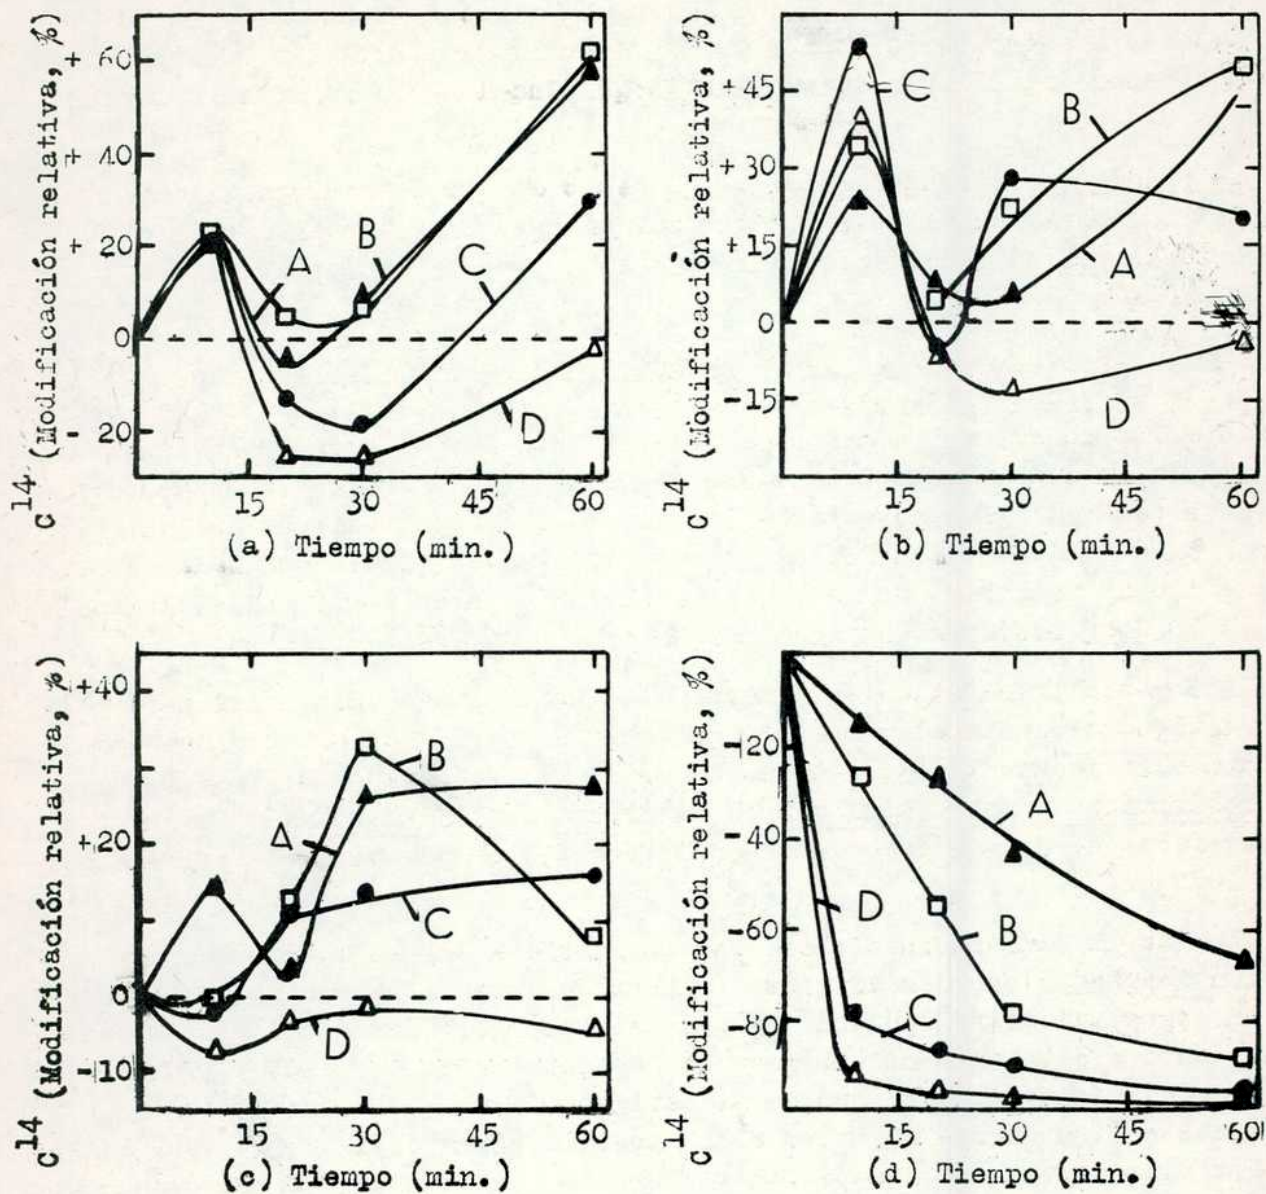 C¹⁴ (Modificación relativa, %)
+ 60
+ 40
+ 20
0
- 20
A
B
C
D
15 30 45 60
(a) Tiempo (min.)
C¹⁴ (Modificación relativa, %)
+45
+30
+15
0
-15
C
B
A
D
15 30 45 60
(b) Tiempo (min.)
C¹⁴ (Modificación relativa, %)
+40
+20
0
-10
B
A
C
D
15 30 45 60
(c) Tiempo (min.)
C¹⁴ (Modificación relativa, %)
-20
-40
-60
-80
A
D
B
C
15 30 45 60
(d) Tiempo (min.)